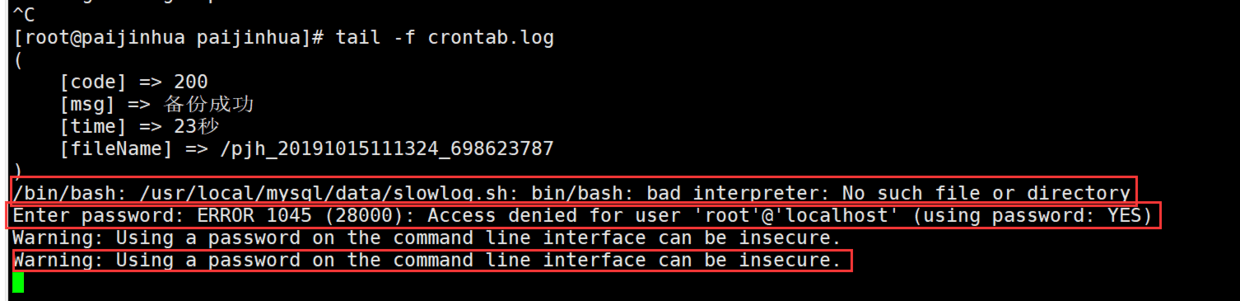 ^C
[root@paijinhua paijinhua]# tail -f crontab.log
(
    [code] => 200
    [msg] => 备份成功
    [time] => 23秒
    [fileName] => /pjh_20191015111324_698623787
)
/bin/bash: /usr/local/mysql/data/slowlog.sh: bin/bash: bad interpreter: No such file or directory
Enter password: ERROR 1045 (28000): Access denied for user 'root'@'localhost' (using password: YES)
Warning: Using a password on the command line interface can be insecure.
Warning: Using a password on the command line interface can be insecure.